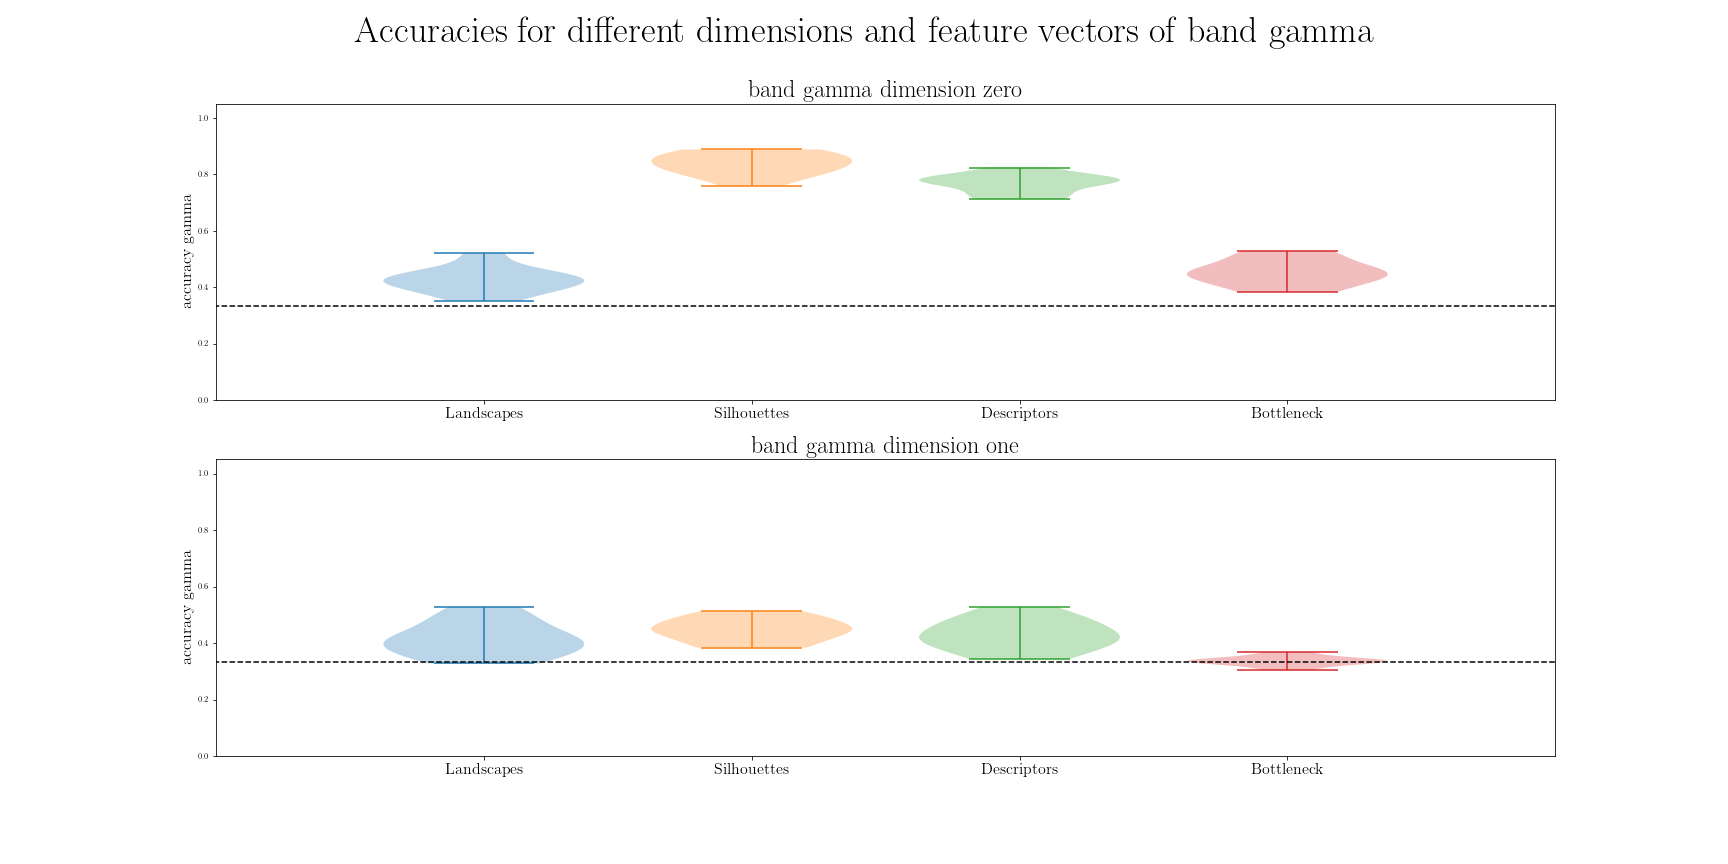 Accuracies for different dimensions and feature vectors of band gamma
band gamma dimension zero
accuracy gamma
1.0
0.8
0.6
0.4
0.2
0.0
Landscapes Silhouettes Descriptors Bottleneck
band gamma dimension one
accuracy gamma
1.0
0.8
0.6
0.4
0.2
0.0
Landscapes Silhouettes Descriptors Bottleneck